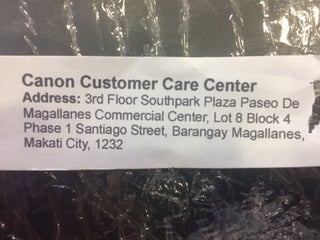 Canon Customer Care Center
Address: 3rd Floor Southpark Plaza Paseo De
Magallanes Commercial Center, Lot 8 Block 4
Phase 1 Santiago Street, Barangay Magallanes,
Makati City, 1232